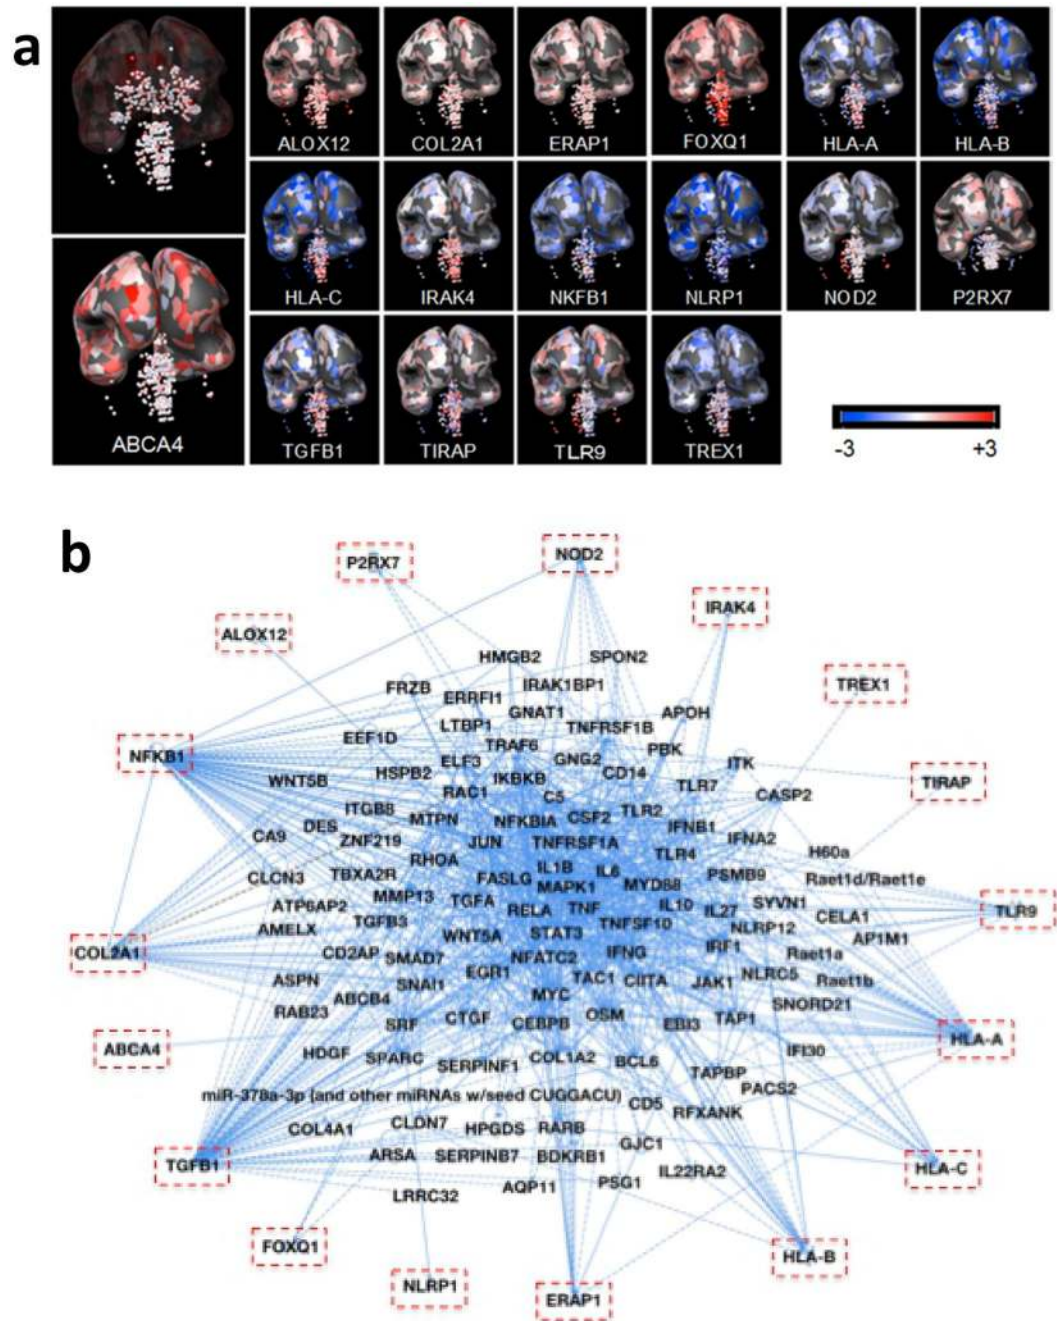 a
ALOX12 COL2A1 ERAP1 FOXQ1 HLA-A HLA-B
HLA-C IRAK4 NKFB1 NLRP1 NOD2 P2RX7
ABCA4
TGFB1 TIRAP TLR9 TREX1
-3 +3
b
P2RX7 NOD2
IRAK4
ALOX12
HMGB2 SPON2
TREX1
FRZB ERRFI1 IRAK1BP1
LTBP1 GNAT1 TNFRSF1B APOH
EEF1D TRAF6 PBK
NFKB1 ELF3 GNG2 ITK
WNT5B HSPB2 IKBKB CD14 TLR7 TIRAP
RAC1 C5 CASP2
ITGB8 MTPN NFKBIA CSF2 TLR2
CA9 DES ZNF219 JUN TNFRSF1A IFNB1 IFNA2
RHOA IL1B TLR4 H60a
CLCN3 TBXA2R FASLG MAPK1 IL6 MYD88 PSMB9 Raet1d/Raet1e
ATP6AP2 MMP13 TGFA RELA TNF IL10 IL27 SYVN1 CELA1 TLR9
AMELX TGFB3 TNFSF10 NLRP12
COL2A1 CD2AP WNT5A STAT3 IRF1 AP1M1
SMAD7 NFATC2 IFNG Raet1a
ASPN EGR1 TAC1 CIITA JAK1 NLRC5 Raet1b
RAB23 ABCB4 SNAI1 MYC SNORD21
SRF CTGF CEBPB OSM EBI3 TAP1
ABCA4 HDGF SPARC SERPINF1 COL1A2 BCL6 IFI30 HLA-A
TAPBP
miR-378a-3p (and other miRNAs w/seed CUGGACU) PACS2
CD5 RFXANK
COL4A1 CLDN7 HPGDS RARB GJC1
TGFB1 ARSA SERPINB7 BDKRB1 IL22RA2 HLA-C
LRRC32 AQP11 PSG1
FOXQ1 HLA-B
NLRP1 ERAP1